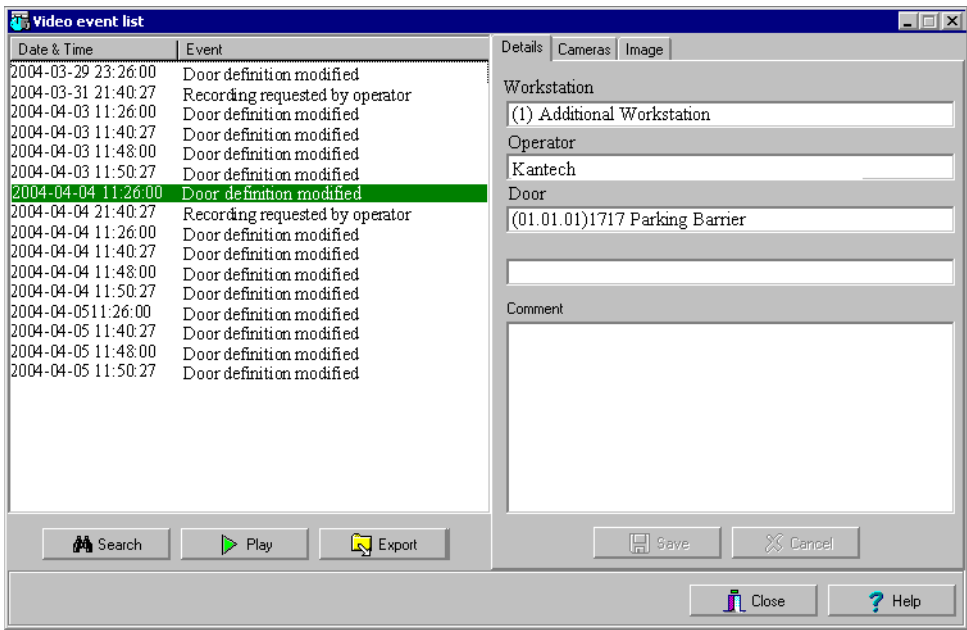 Video event list
Date & Time Event
2004-03-29 23:26:00 Door definition modified
2004-03-31 21:40:27 Recording requested by operator
2004-04-03 11:26:00 Door definition modified
2004-04-03 11:40:27 Door definition modified
2004-04-03 11:48:00 Door definition modified
2004-04-03 11:50:27 Door definition modified
2004-04-04 11:26:00 Door definition modified
2004-04-04 21:40:27 Recording requested by operator
2004-04-04 11:26:00 Door definition modified
2004-04-04 11:40:27 Door definition modified
2004-04-04 11:48:00 Door definition modified
2004-04-04 11:50:27 Door definition modified
2004-04-0511:26:00 Door definition modified
2004-04-05 11:40:27 Door definition modified
2004-04-05 11:48:00 Door definition modified
2004-04-05 11:50:27 Door definition modified
Search Play Export
Details Cameras Image
Workstation
(1) Additional Workstation
Operator
Kantech
Door
(01.01.01)1717 Parking Barrier
Comment
Save Cancel
Close Help